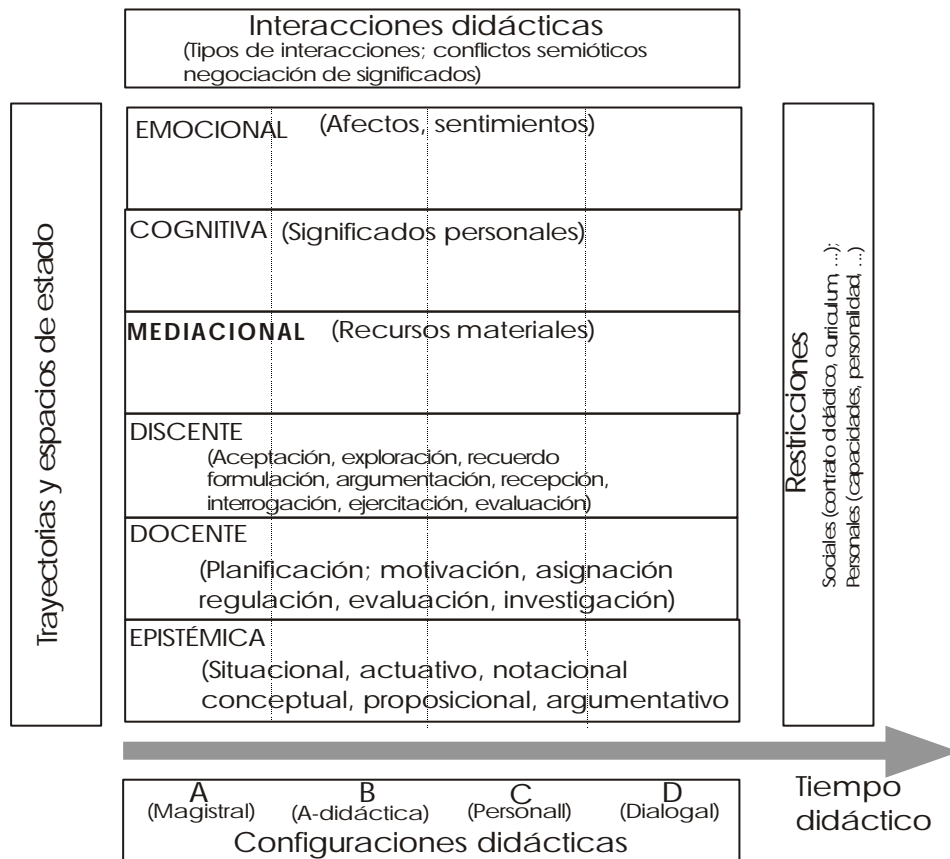 Interacciones didácticas
(Tipos de interacciones; conflictos semióticos
negociación de significados)
Trayectorias y espacios de estado
EMOCIONAL (Afectos, sentimientos)
COGNITIVA (Significados personales)
MEDIACIONAL (Recursos materiales)
DISCENTE
(Aceptación, exploración, recuerdo
formulación, argumentación, recepción,
interrogación, ejercitación, evaluación)
DOCENTE
(Planificación; motivación, asignación
regulación, evaluación, investigación)
EPISTÉMICA
(Situacional, actuativo, notacional
conceptual, proposicional, argumentativo
Restricciones
Sociales (contrato didáctico, curriculum, ...);
Personales (capacidades, personalidad, ...)
Tiempo
didáctico
A B C D
(Magistral) (A-didáctica) (Personall) (Dialogal)
Configuraciones didácticas